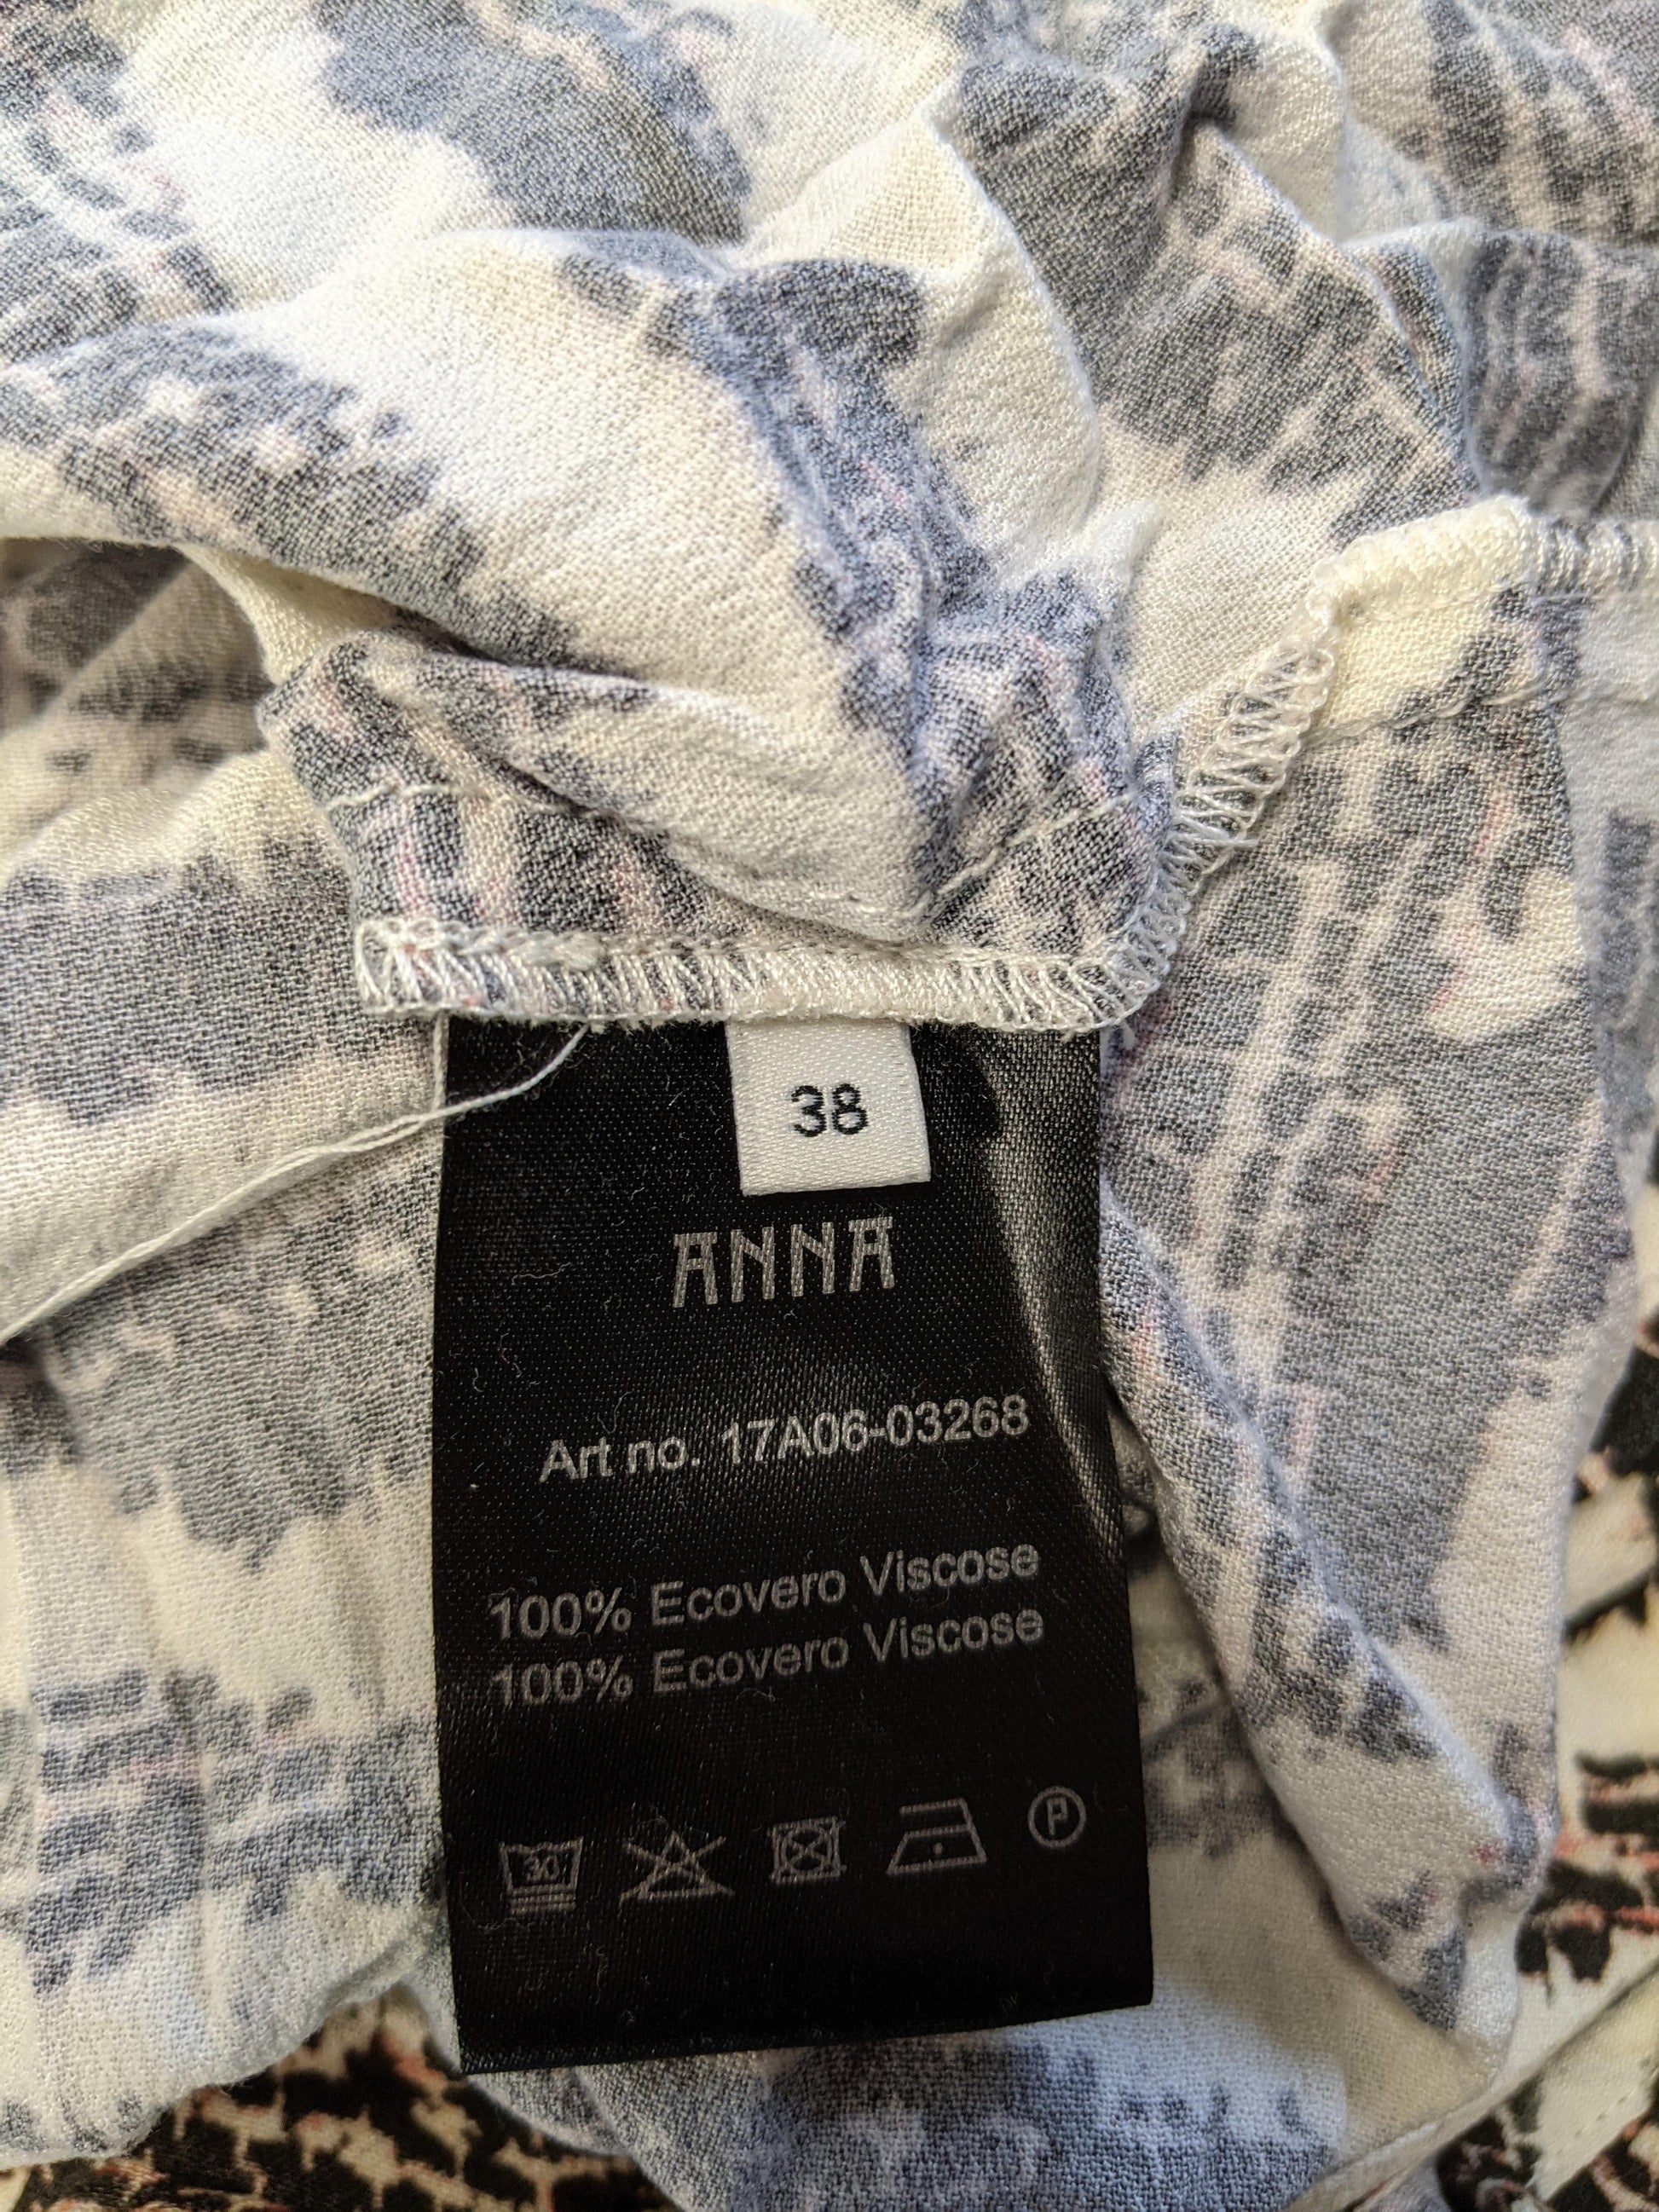 38
ANNA
Art no. 17A06-03268
100% Ecovero Viscose
100% Ecovero Viscose
30 P